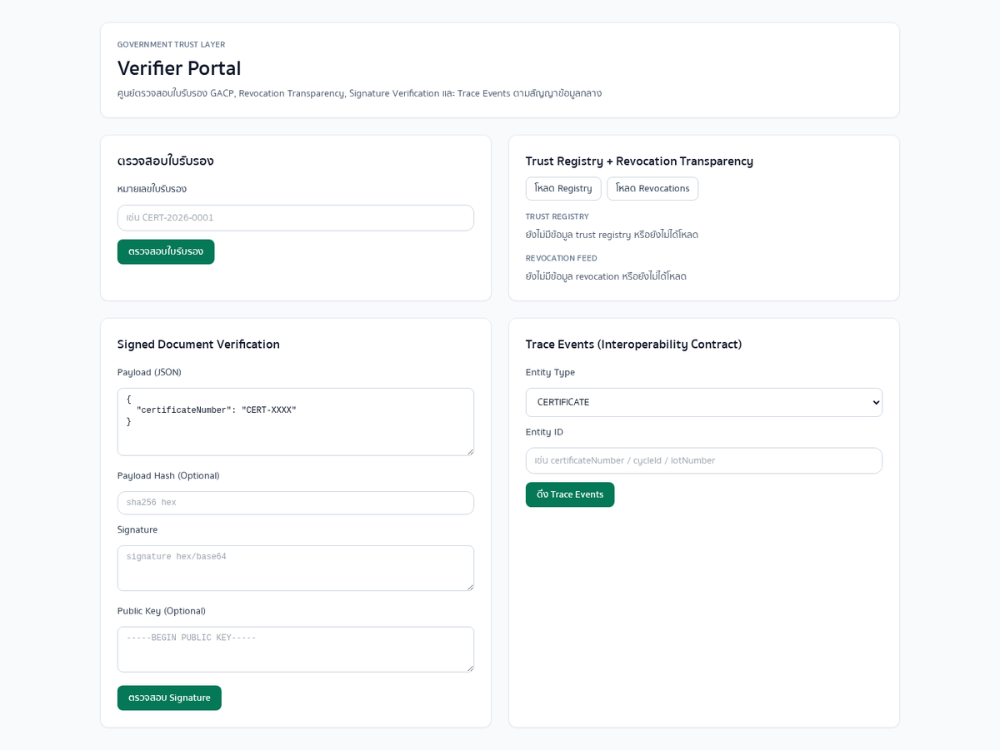 GOVERNMENT TRUST LAYER
Verifier Portal
ศูนย์ตรวจสอบใบรับรอง GACP, Revocation Transparency, Signature Verification และ Trace Events ตามสัญญาข้อมูลกลาง
ตรวจสอบใบรับรอง
หมายเลขใบรับรอง
เช่น CERT-2026-0001
ตรวจสอบใบรับรอง
Trust Registry + Revocation Transparency
โหลด Registry
โหลด Revocations
TRUST REGISTRY
ยังไม่มีข้อมูล trust registry หรือยังไม่ได้โหลด
REVOCATION FEED
ยังไม่มีข้อมูล revocation หรือยังไม่ได้โหลด
Signed Document Verification
Payload (JSON)
{
  "certificateNumber": "CERT-XXXX"
}
Payload Hash (Optional)
sha256 hex
Signature
signature hex/base64
Public Key (Optional)
-----BEGIN PUBLIC KEY-----
ตรวจสอบ Signature
Trace Events (Interoperability Contract)
Entity Type
CERTIFICATE
Entity ID
เช่น certificateNumber / cycleId / lotNumber
ดึง Trace Events